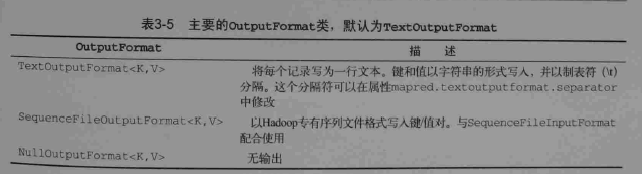 表3-5 主要的OutputFormat类，默认为TextOutputFormat
OutputFormat 描 述
TextOutputFormat<K,V> 将每个记录写为一行文本。键和值以字符串的形式写入，并以制表符（\t）
分隔。这个分隔符可以在属性mapred.textoutputformat.separator
中修改
SequenceFileOutputFormat<K,V> 以Hadoop专有序列文件格式写入键/值对。与SequenceFileInputFormat
配合使用
NullOutputFormat<K,V> 无输出